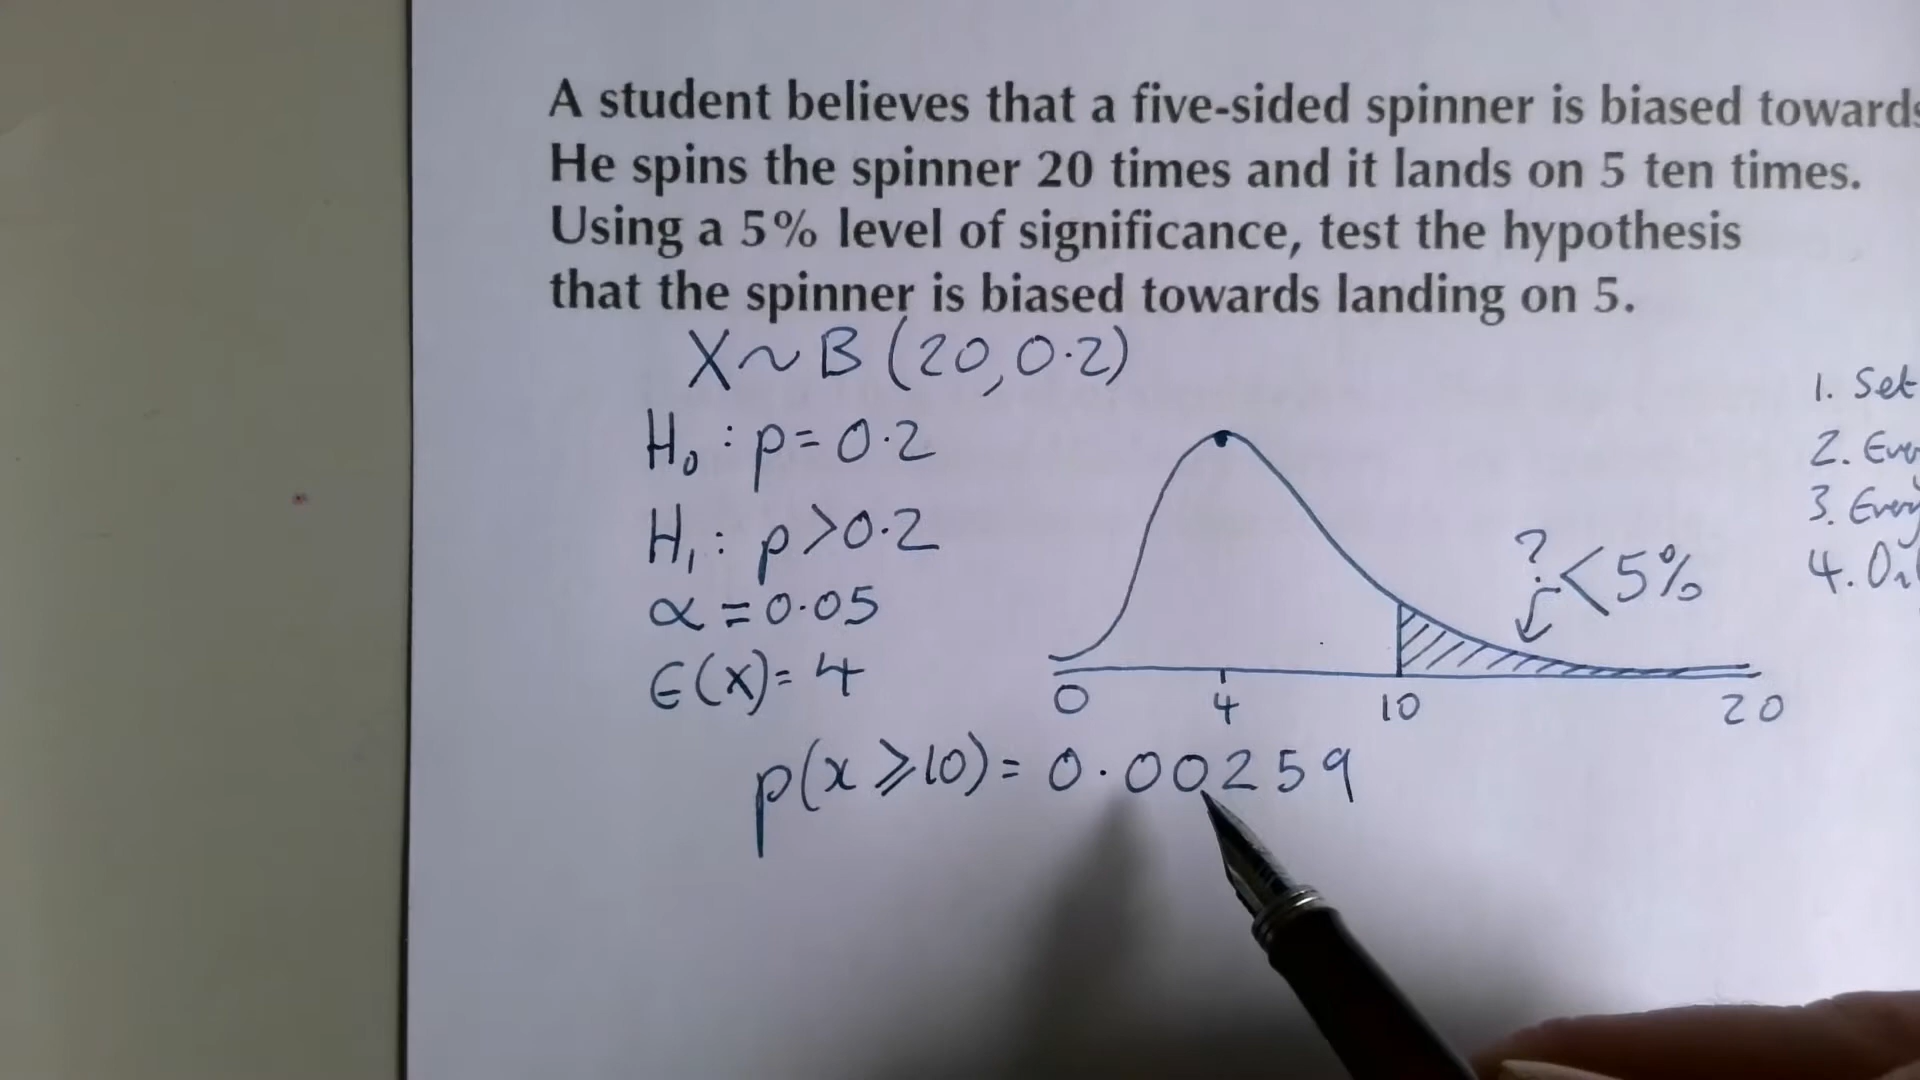 A student believes that a five-sided spinner is biased towards
He spins the spinner 20 times and it lands on 5 ten times.
Using a 5% level of significance, test the hypothesis
that the spinner is biased towards landing on 5.
X~B(20,0·2)
H₀ : p=0·2
H₁ : p>0·2
α=0·05
E(x)=4
? <5%
0 4 10 20
p(x⩾10)=0·00259
1. Set
2. Eve
3. Every
4.